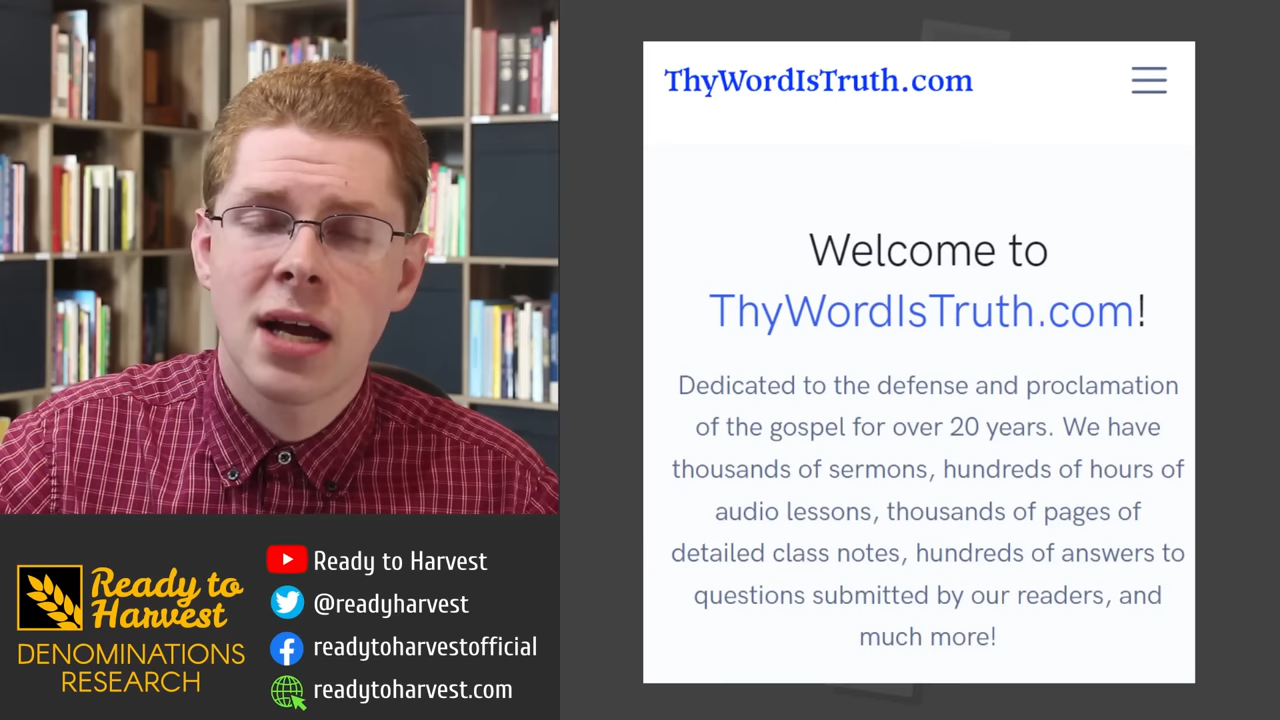 ThyWordIsTruth.com
Welcome to
ThyWordIsTruth.com!
Dedicated to the defense and proclamation
of the gospel for over 20 years. We have
thousands of sermons, hundreds of hours of
audio lessons, thousands of pages of
detailed class notes, hundreds of answers to
questions submitted by our readers, and
much more!
Ready to
Harvest
DENOMINATIONS
RESEARCH
Ready to Harvest
@readyharvest
readytoharvestofficial
readytoharvest.com